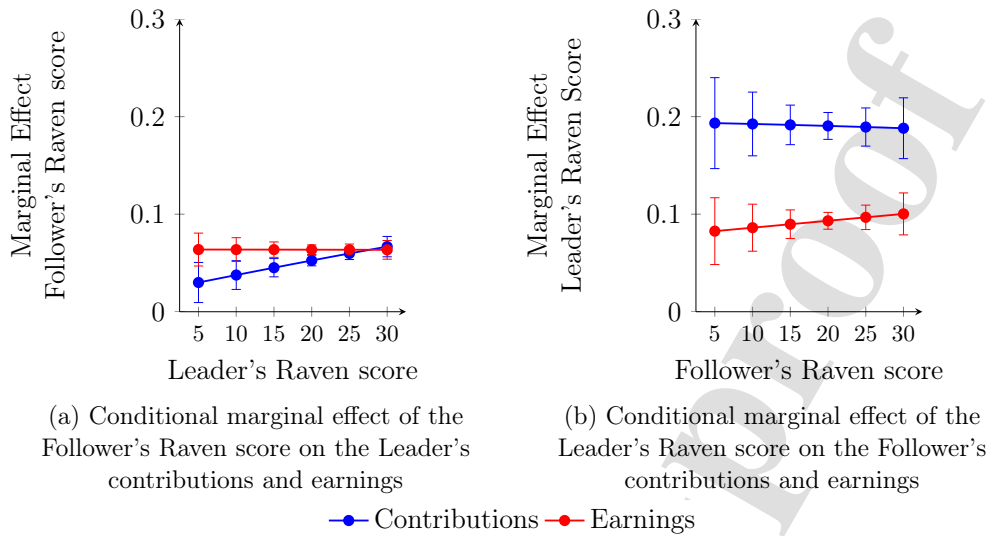 0.3
0.2
0.1
0
Marginal Effect
Follower's Raven score
5 10 15 20 25 30
Leader's Raven score
(a) Conditional marginal effect of the
Follower's Raven score on the Leader's
contributions and earnings
0.3
0.2
0.1
0
Marginal Effect
Leader's Raven Score
5 10 15 20 25 30
Follower's Raven score
(b) Conditional marginal effect of the
Leader's Raven score on the Follower's
contributions and earnings
Contributions Earnings
proof